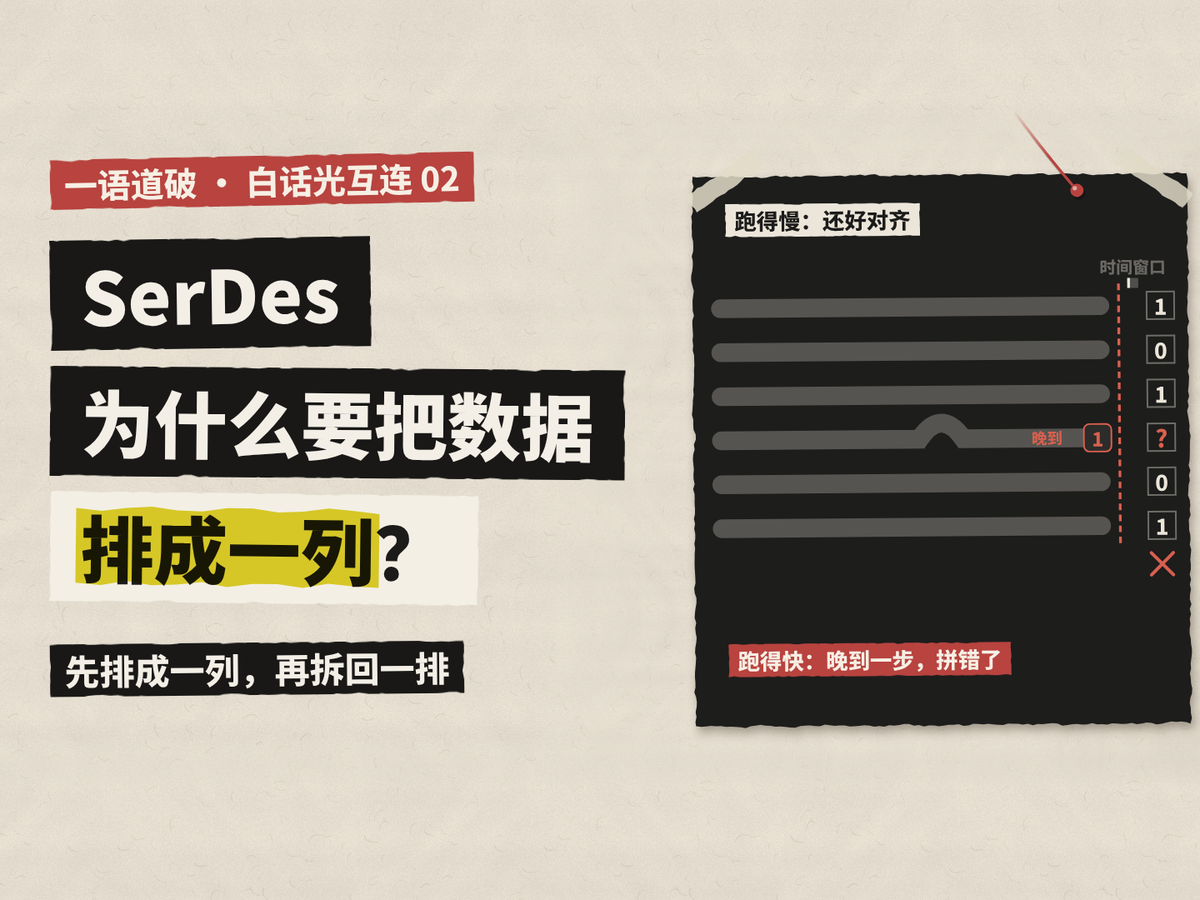 一语道破 · 白话光互连 02
SerDes
为什么要把数据
排成一列？
先排成一列，再拆回一排
跑得慢：还好对齐
时间窗口
1
0
1
晚到 1 ?
0
1
跑得快：晚到一步，拼错了